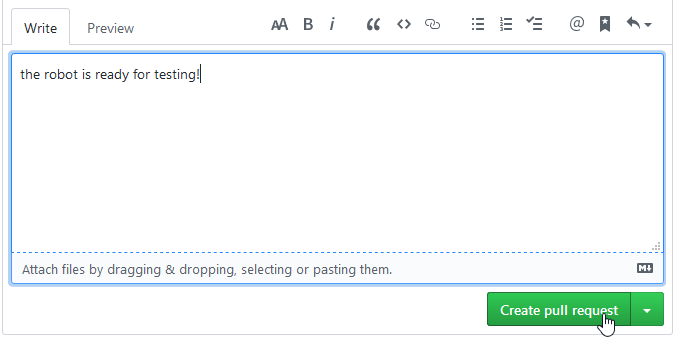 Write Preview AA B i @
the robot is ready for testing!
Attach files by dragging & dropping, selecting or pasting them. M↓
Create pull request